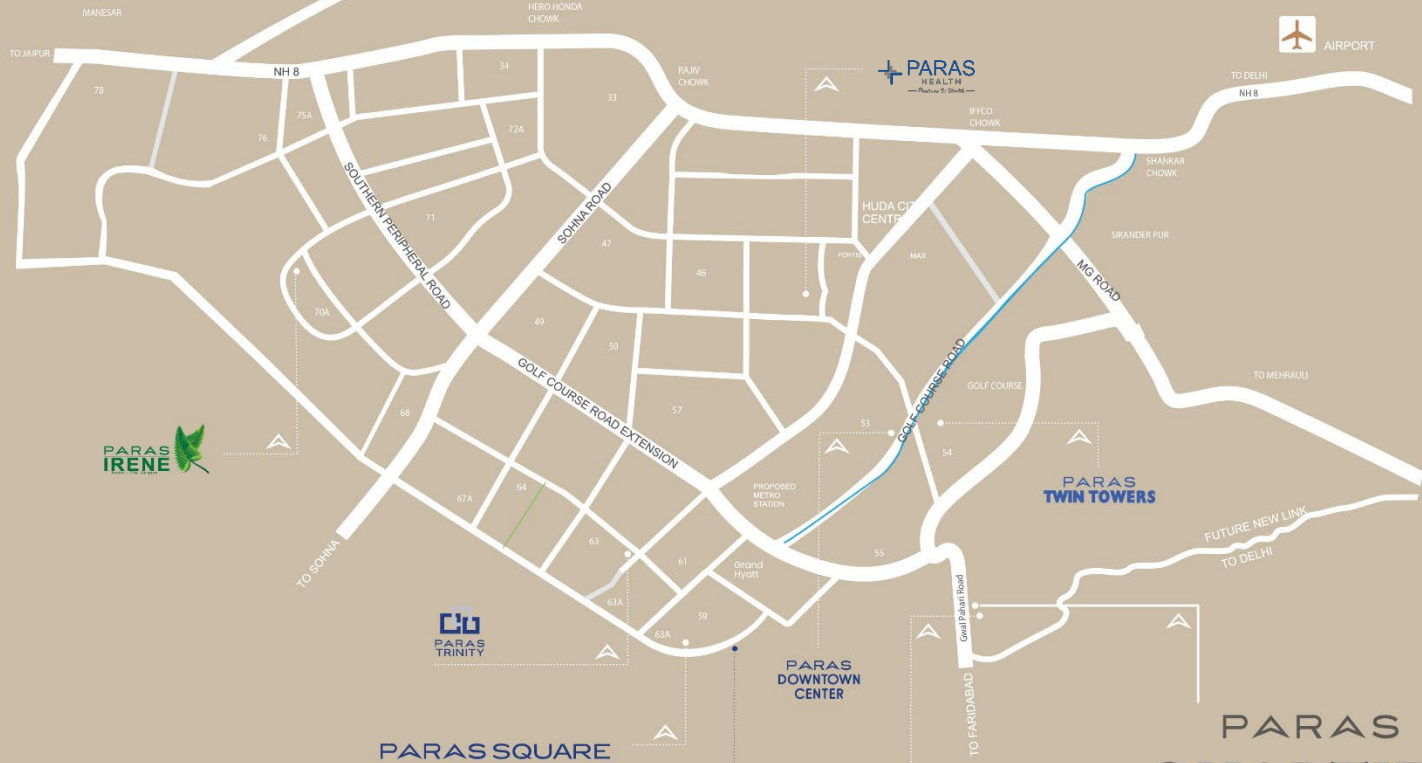 MANESAR
HERO HONDA
CHOWK
AIRPORT
TO JAIPUR
NH 8
34
RAJIV
CHOWK
PARAS
HEALTH
TO DELHI
NH 8
78
33
75A
76
72A
IFFCO
CHOWK
SHANKAR
CHOWK
SOUTHERN PERIPHERAL ROAD
SOHNA ROAD
71
47
46
HUDA CI
CENT
FORTIS
MAX
SIKANDER PUR
MG ROAD
70A
49
50
GOLF COURSE ROAD EXTENSION
GOLF COURSE ROAD
GOLF COURSE
TO MEHRAULI
68
57
53
54
PARAS
IRENE
67A
64
PROPOSED
METRO
STATION
PARAS
TWIN TOWERS
63
61
Grand
Hyatt
55
FUTURE NEW LINK
TO DELHI
TO SOHNA
63A
59
63A
Gwal Pahari Road
PARAS
TRINITY
PARAS
DOWNTOWN
CENTER
TO FARIDABAD
PARAS SQUARE
PARAS